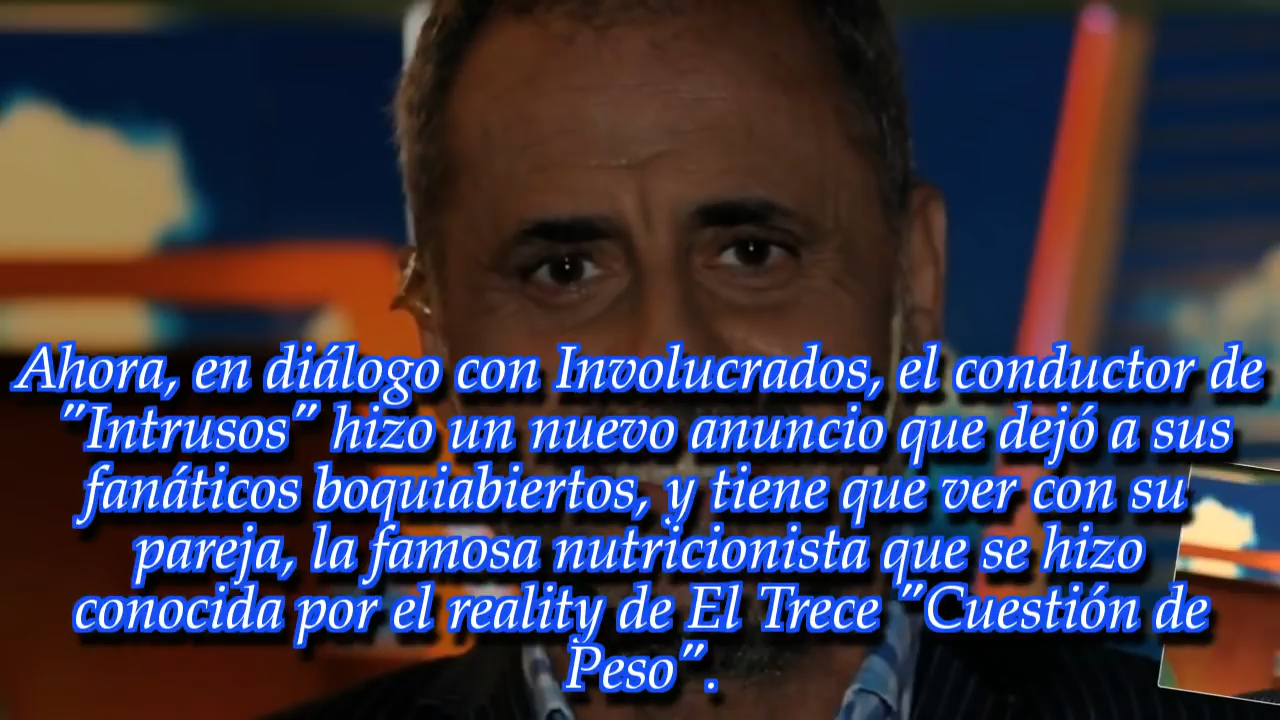 Ahora, en diálogo con Involucrados, el conductor de
"Intrusos" hizo un nuevo anuncio que dejó a sus
fanáticos boquiabiertos, y tiene que ver con su
pareja, la famosa nutricionista que se hizo
conocida por el reality de El Trece "Cuestión de
Peso".